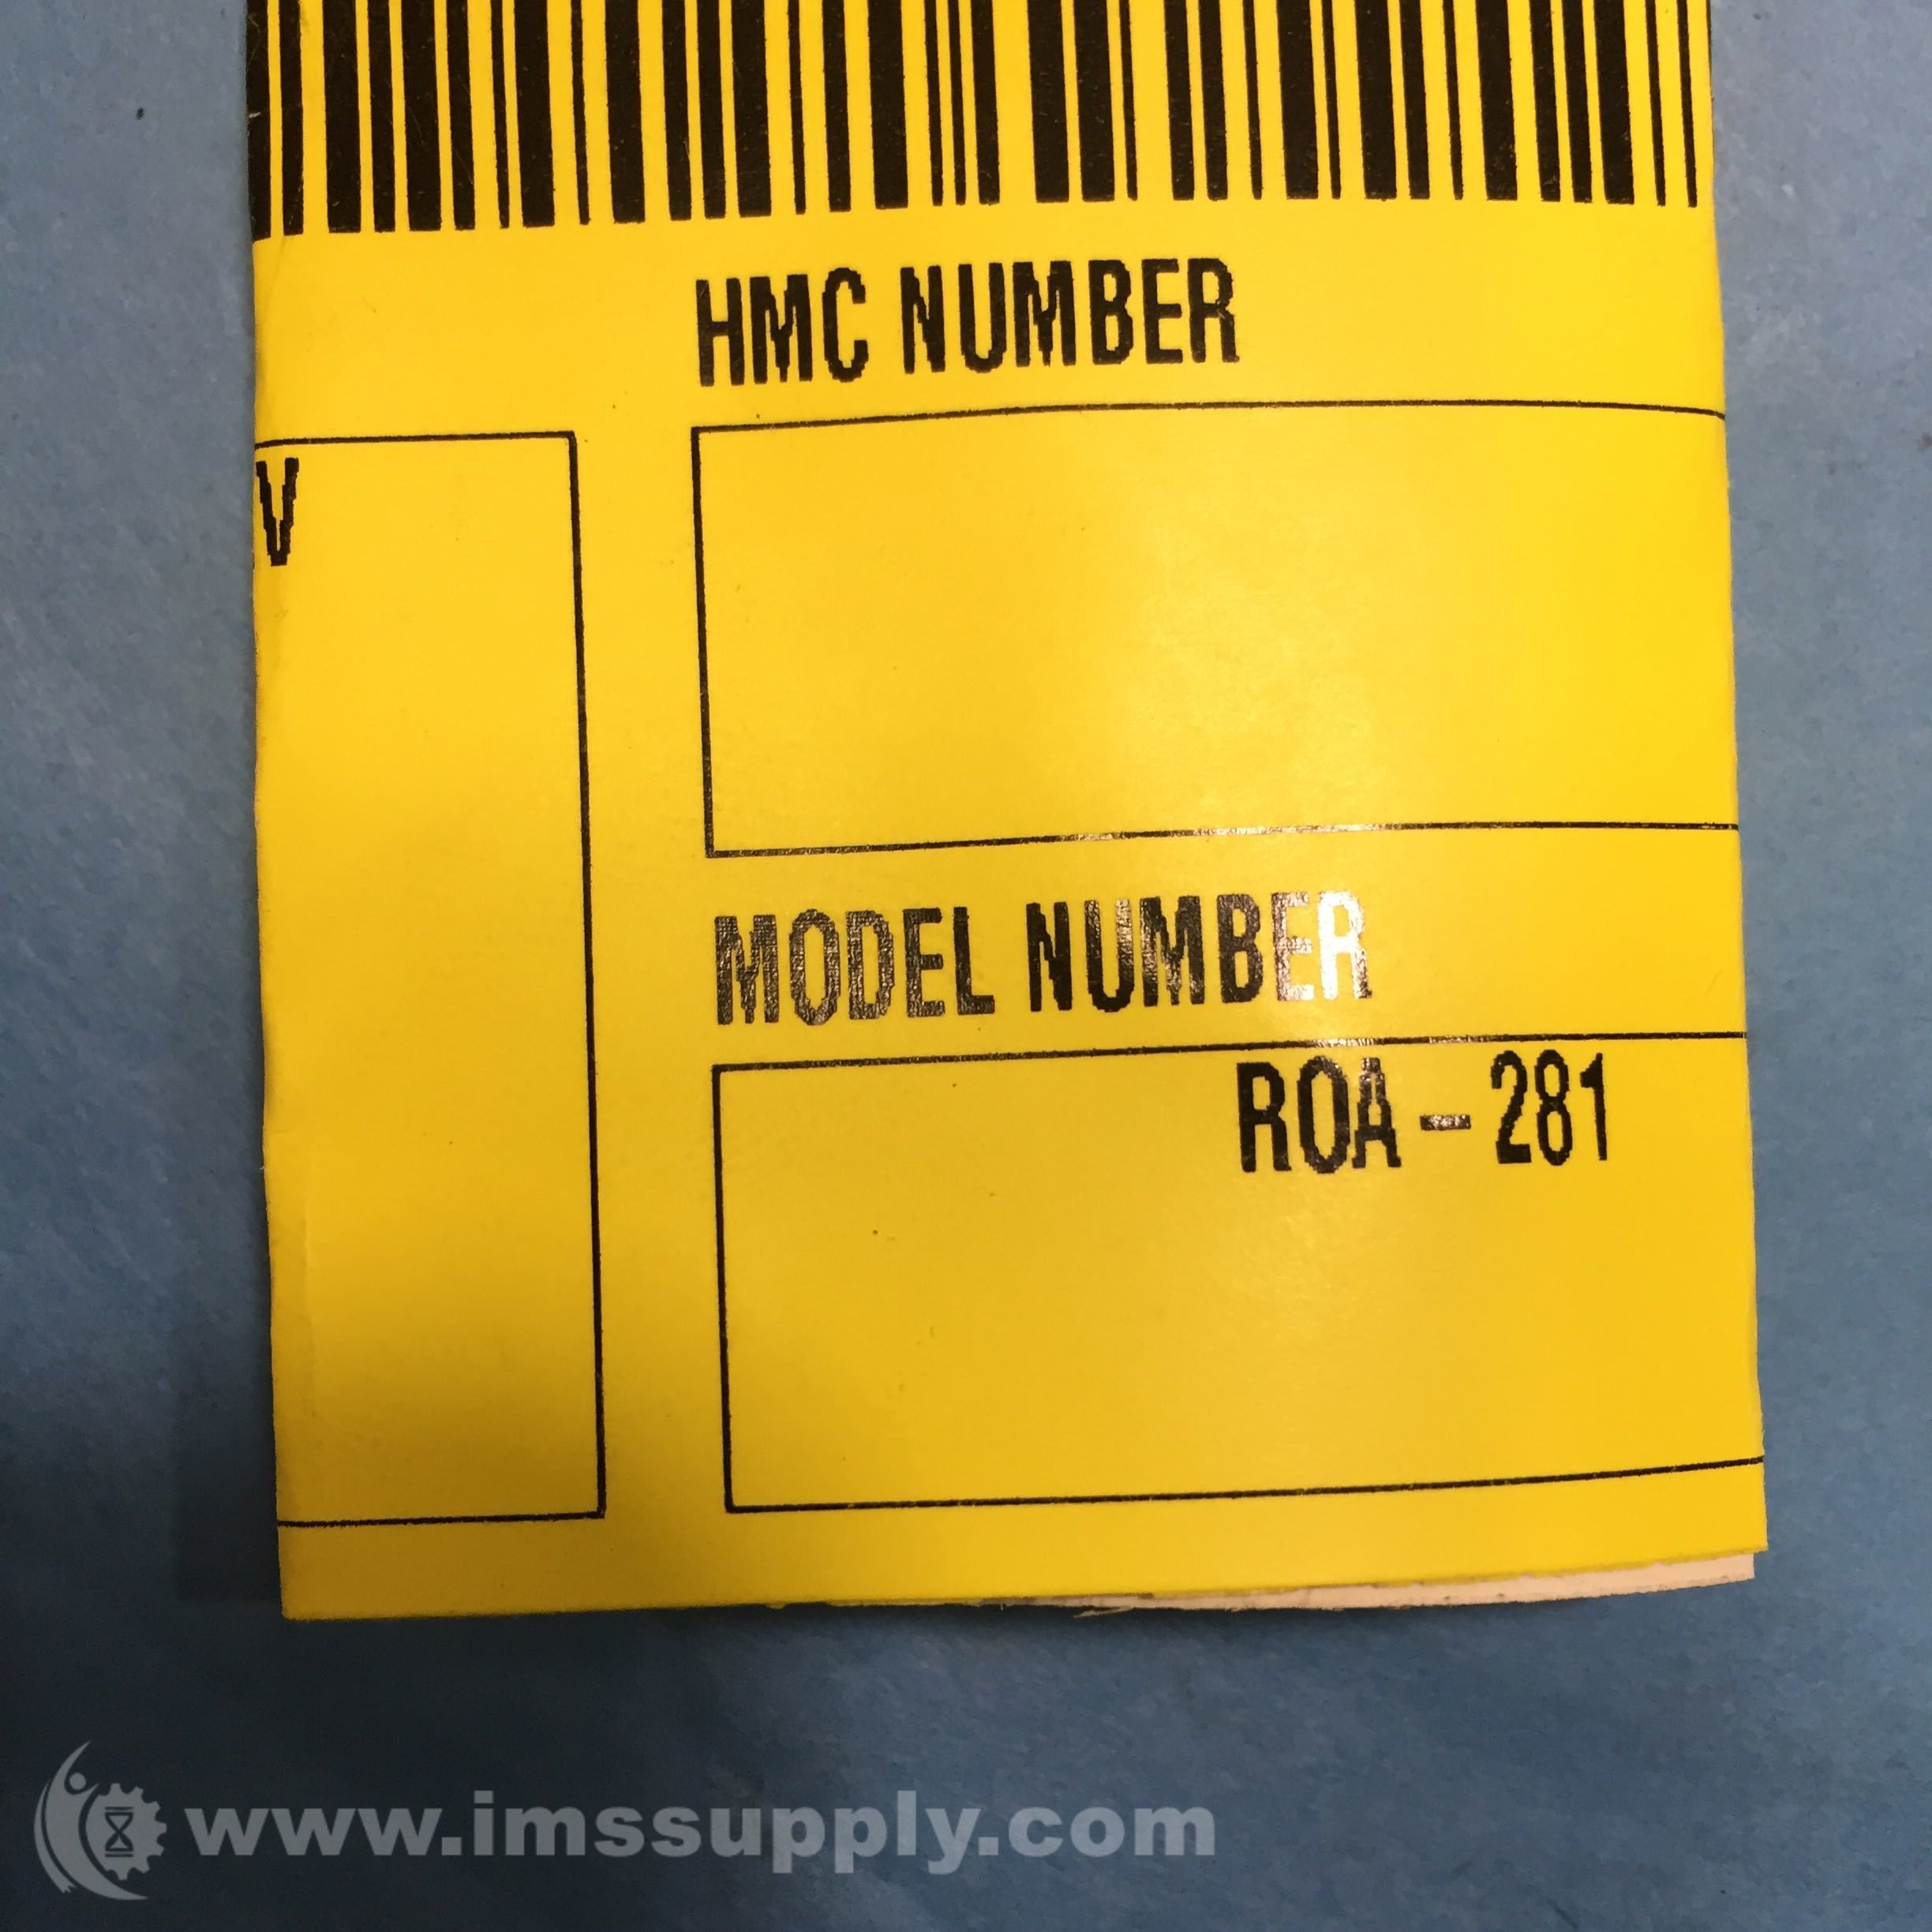 HMC NUMBER
V
MODEL NUMBER
ROA - 281
www.imssupply.com